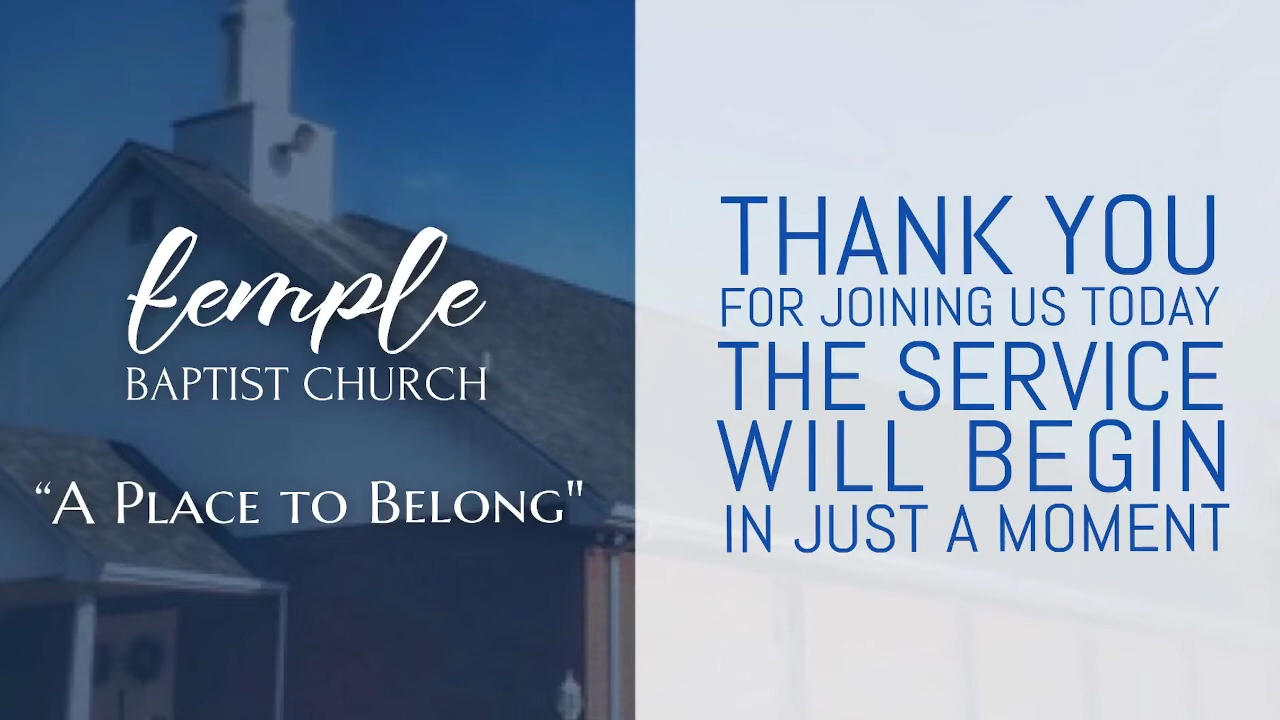 temple
BAPTIST CHURCH
“A PLACE TO BELONG"
THANK YOU
FOR JOINING US TODAY
THE SERVICE
WILL BEGIN
IN JUST A MOMENT